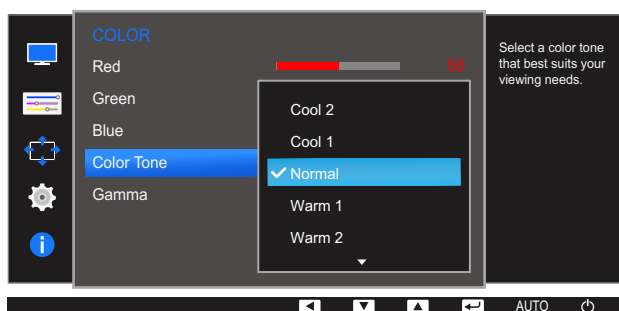 COLOR
Red 50
Green
Blue
Color Tone
Gamma
Cool 2
Cool 1
Normal
Warm 1
Warm 2
Select a color tone
that best suits your
viewing needs.
AUTO